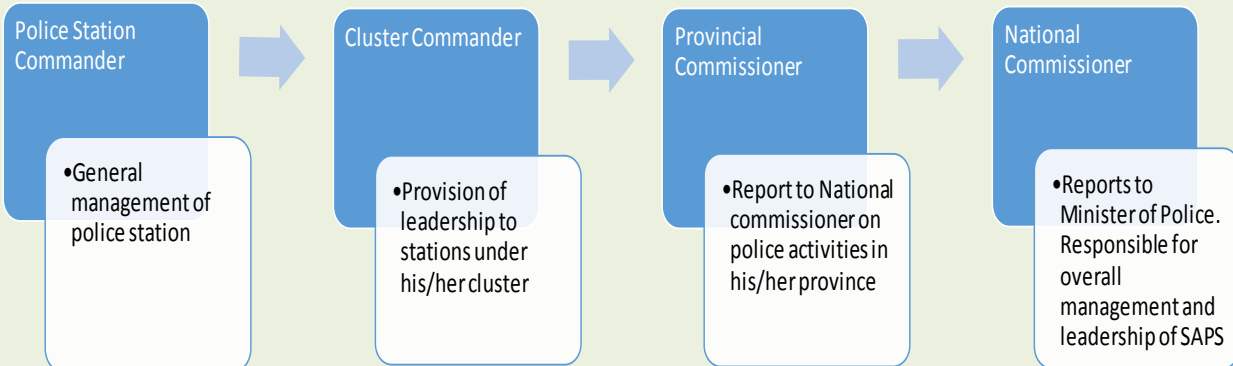 Police Station
Commander
•General
management of
police station
Cluster Commander
•Provision of
leadership to
stations under
his/her cluster
Provincial
Commissioner
•Report to National
commissioner on
police activities in
his/her province
National
Commissioner
•Reports to
Minister of Police.
Responsible for
overall
management and
leadership of SAPS